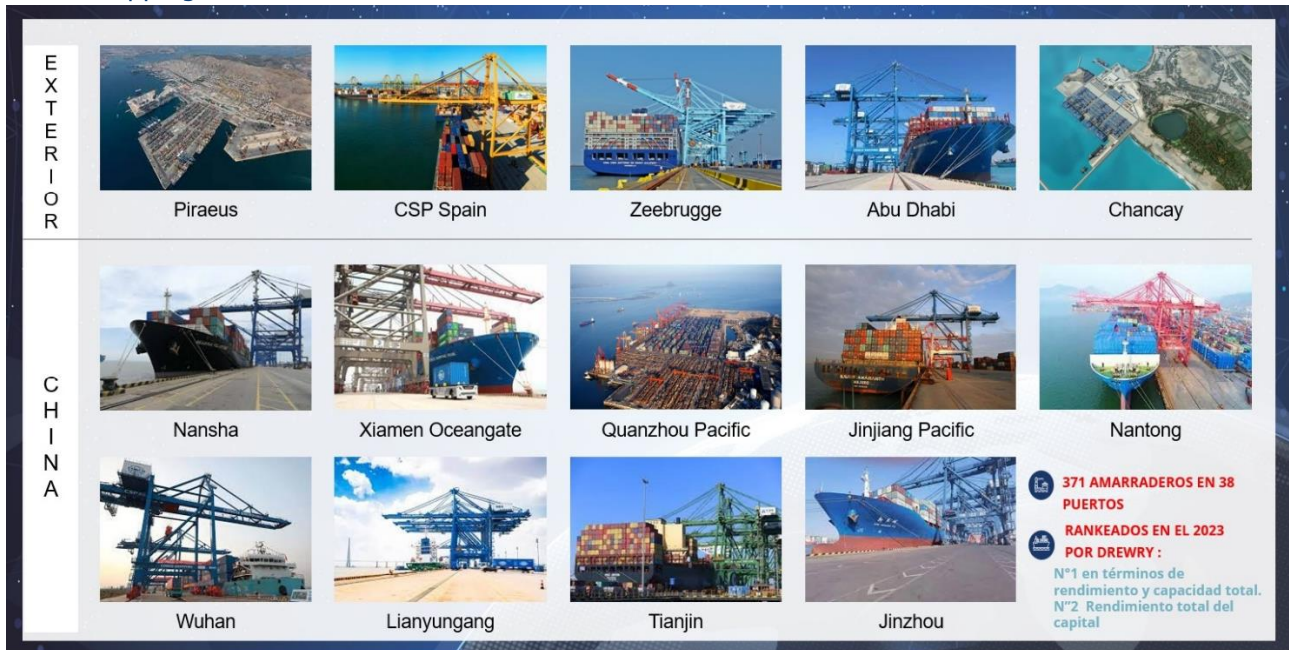 EXTERIOR
Piraeus
CSP Spain
Zeebrugge
Abu Dhabi
Chancay
CHINA
Nansha
Xiamen Oceangate
Quanzhou Pacific
Jinjiang Pacific
Nantong
Wuhan
Lianyungang
Tianjin
Jinzhou
371 AMARRADEROS EN 38
PUERTOS
RANKEADOS EN EL 2023
POR DREWRY :
N°1 en términos de
rendimiento y capacidad total.
N"2 Rendimiento total del
capital